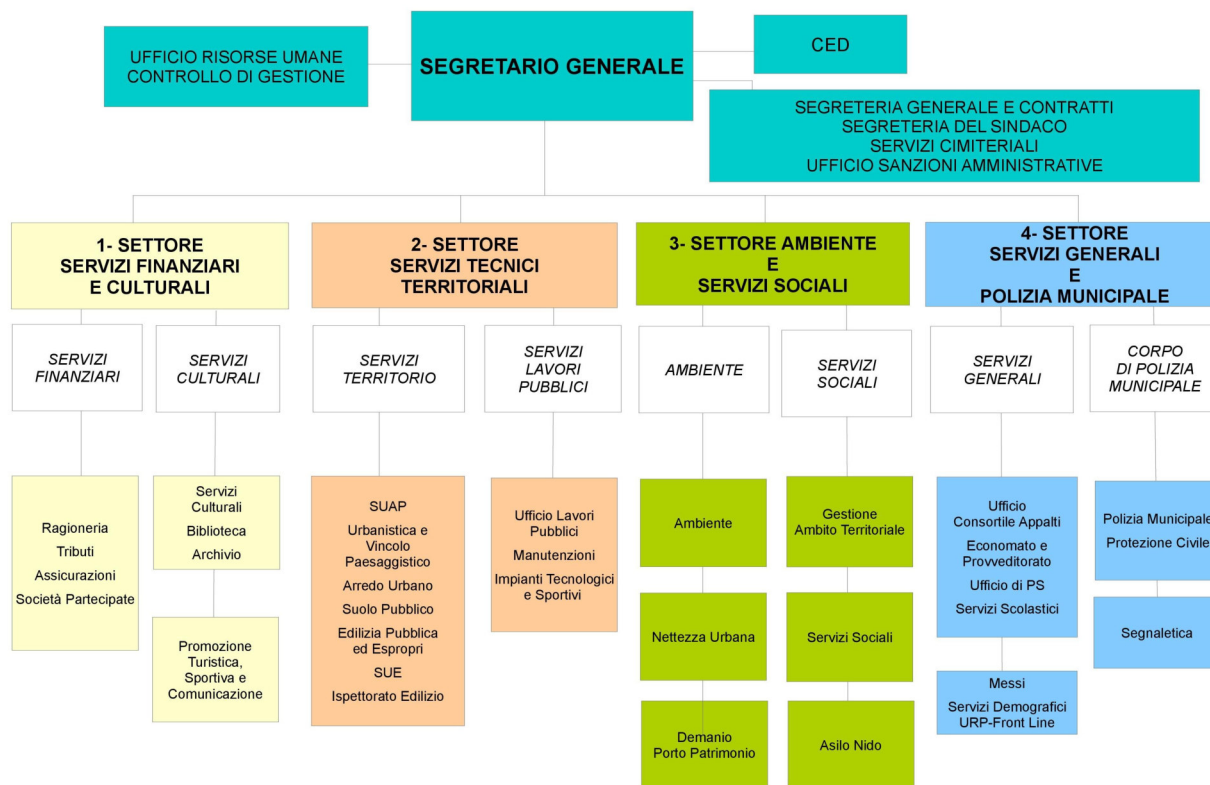 UFFICIO RISORSE UMANE
CONTROLLO DI GESTIONE
SEGRETARIO GENERALE
CED
SEGRETERIA GENERALE E CONTRATTI
SEGRETERIA DEL SINDACO
SERVIZI CIMITERIALI
UFFICIO SANZIONI AMMINISTRATIVE
1- SETTORE
SERVIZI FINANZIARI
E CULTURALI
2- SETTORE
SERVIZI TECNICI
TERRITORIALI
3- SETTORE AMBIENTE
E
SERVIZI SOCIALI
4- SETTORE
SERVIZI GENERALI
E
POLIZIA MUNICIPALE
SERVIZI
FINANZIARI
SERVIZI
CULTURALI
SERVIZI
TERRITORIO
SERVIZI
LAVORI
PUBBLICI
AMBIENTE
SERVIZI
SOCIALI
SERVIZI
GENERALI
CORPO
DI POLIZIA
MUNICIPALE
Ragioneria
Tributi
Assicurazioni
Società Partecipate
Servizi
Culturali
Biblioteca
Archivio
Promozione
Turistica,
Sportiva e
Comunicazione
SUAP
Urbanistica e
Vincolo
Paesaggistico
Arredo Urbano
Suolo Pubblico
Edilizia Pubblica
ed Espropri
SUE
Ispettorato Edilizio
Ufficio Lavori
Pubblici
Manutenzioni
Impianti Tecnologici
e Sportivi
Ambiente
Nettezza Urbana
Demanio
Porto Patrimonio
Gestione
Ambito Territoriale
Servizi Sociali
Asilo Nido
Ufficio
Consortile Appalti
Economato e
Provveditorato
Ufficio di PS
Servizi Scolastici
Messi
Servizi Demografici
URP-Front Line
Polizia Municipale
Protezione Civile
Segnaletica